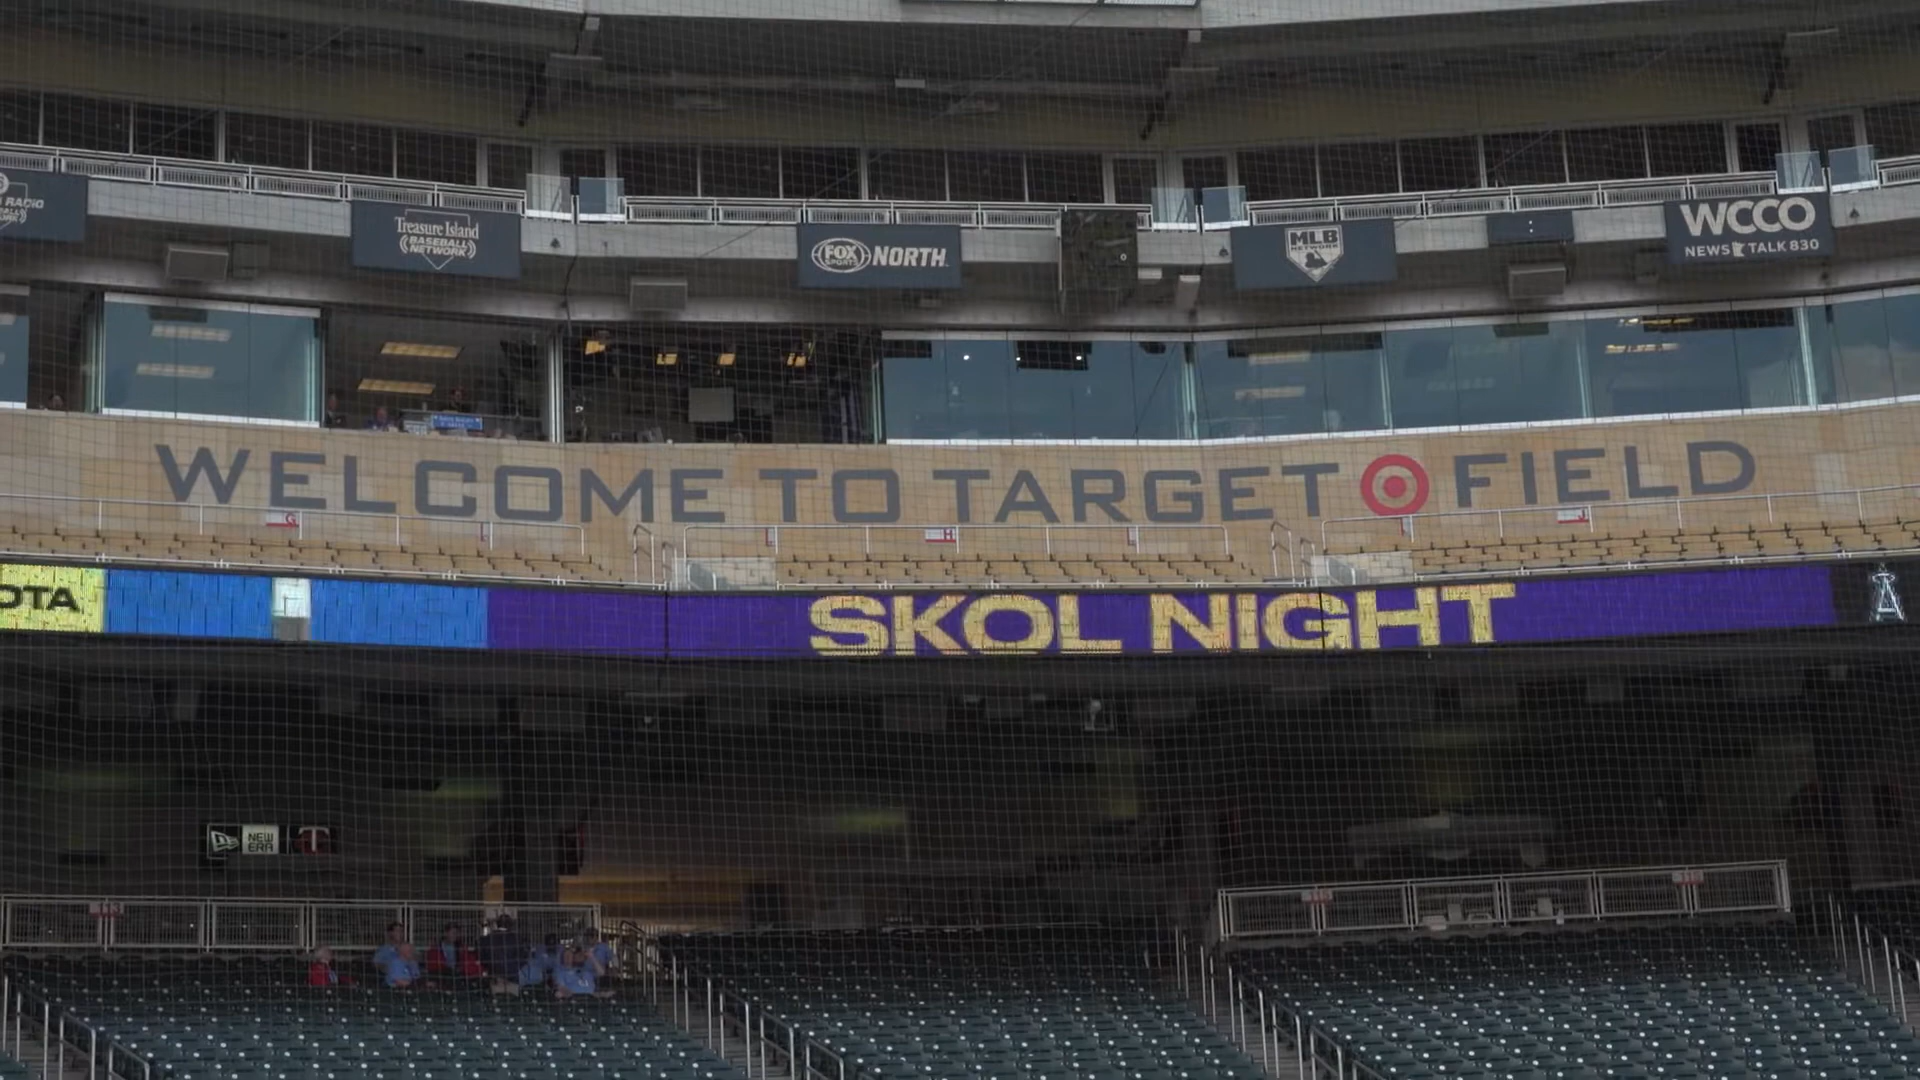 RADIO
Treasure Island
BASEBALL
NETWORK
FOX
SPORTS
NORTH
MLB
NETWORK
WCCO
NEWS TALK 830
WELCOME TO TARGET FIELD
G
H
J
OTA
SKOL NIGHT
A
NEW
ERA
T
113